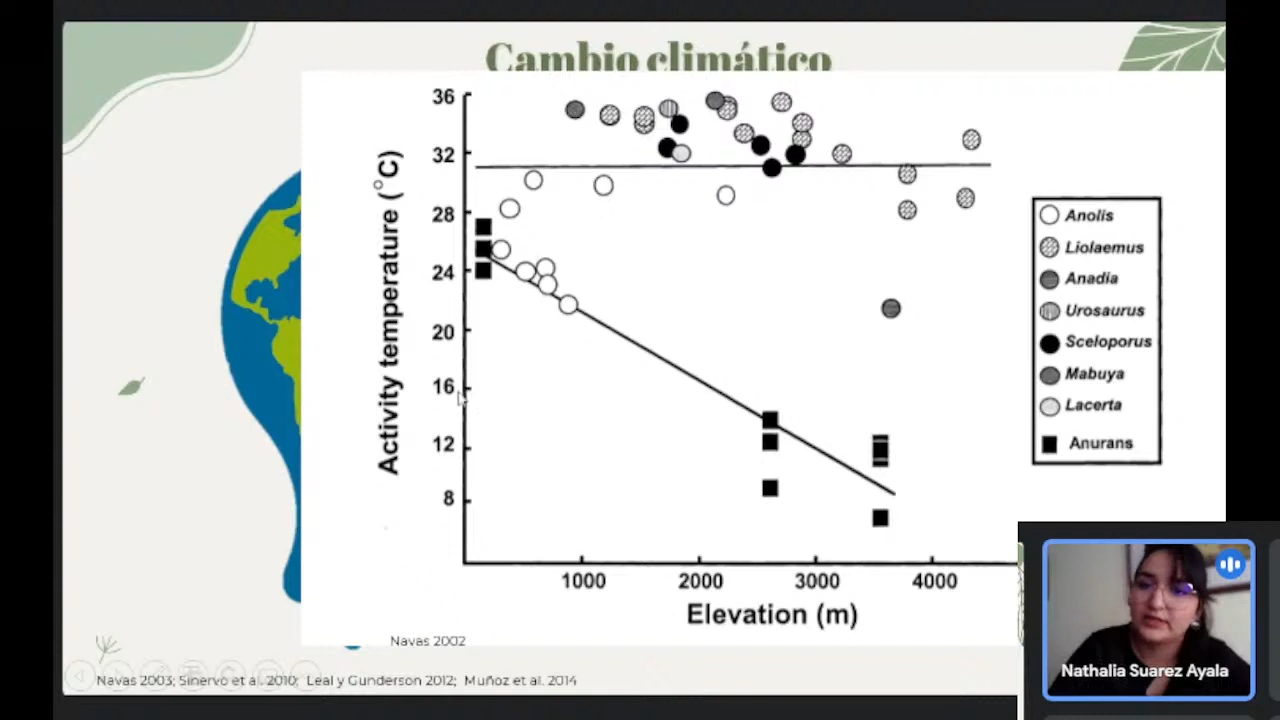 Cambio climático
36
32
28
24
20
16
12
8
Activity temperature (°C)
1000 2000 3000 4000
Elevation (m)
Anolis
Liolaemus
Anadia
Urosaurus
Sceloporus
Mabuya
Lacerta
Anurans
Navas 2002
Navas 2003; Sinervo et al. 2010; Leal y Gunderson 2012; Muñoz et al. 2014
Nathalia Suarez Ayala